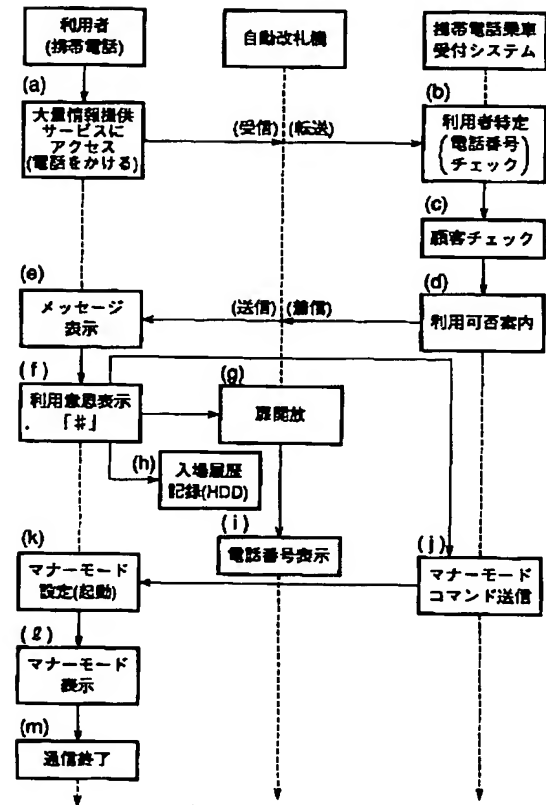 利用者
(携帯電話)
自動改札機
携帯電話乗車
受付システム
(a)
大量情報提供
サービスに
アクセス
(電話をかける)
(受信)
(転送)
(b)
利用者特定
(電話番号
チェック)
(c)
顧客チェック
(d)
利用可否案内
(e)
メッセージ
表示
(送信)
(着信)
(f)
利用意思表示
「#」
(g)
扉開放
(h)
入場履歴
記録(HDD)
(i)
電話番号表示
(j)
マナーモード
コマンド送信
(k)
マナーモード
設定(起動)
(ℓ)
マナーモード
表示
(m)
通信終了